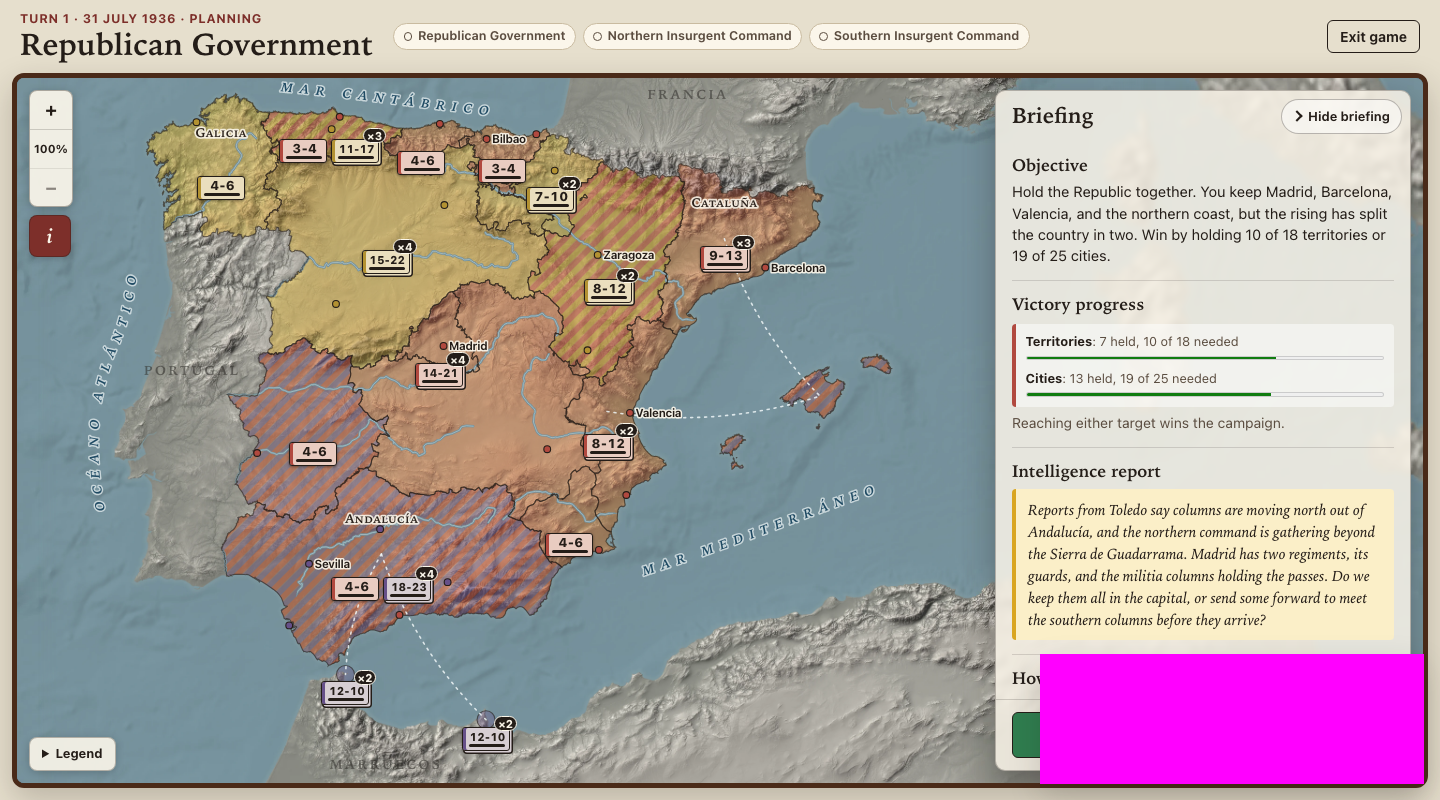 TURN 1 · 31 JULY 1936 · PLANNING
Republican Government
Republican Government
Northern Insurgent Command
Southern Insurgent Command
Exit game
+
100%
−
i
MAR CANTÁBRICO
FRANCIA
GALICIA
3-4
×3
11-17
4-6
Bilbao
3-4
4-6
×2
7-10
CATALUÑA
×4
15-22
Zaragoza
×3
9-13
Barcelona
×2
8-12
OCÉANO ATLÁNTICO
PORTUGAL
Madrid
×4
14-21
Valencia
×2
8-12
4-6
ANDALUCÍA
MAR MEDITERRÁNEO
4-6
Sevilla
4-6
×4
18-23
×2
12-10
×2
12-10
MARRUECOS
Legend
Briefing
Hide briefing
Objective
Hold the Republic together. You keep Madrid, Barcelona,
Valencia, and the northern coast, but the rising has split
the country in two. Win by holding 10 of 18 territories or
19 of 25 cities.
Victory progress
Territories: 7 held, 10 of 18 needed
Cities: 13 held, 19 of 25 needed
Reaching either target wins the campaign.
Intelligence report
Reports from Toledo say columns are moving north out of
Andalucía, and the northern command is gathering beyond
the Sierra de Guadarrama. Madrid has two regiments, its
guards, and the militia columns holding the passes. Do we
keep them all in the capital, or send some forward to meet
the southern columns before they arrive?